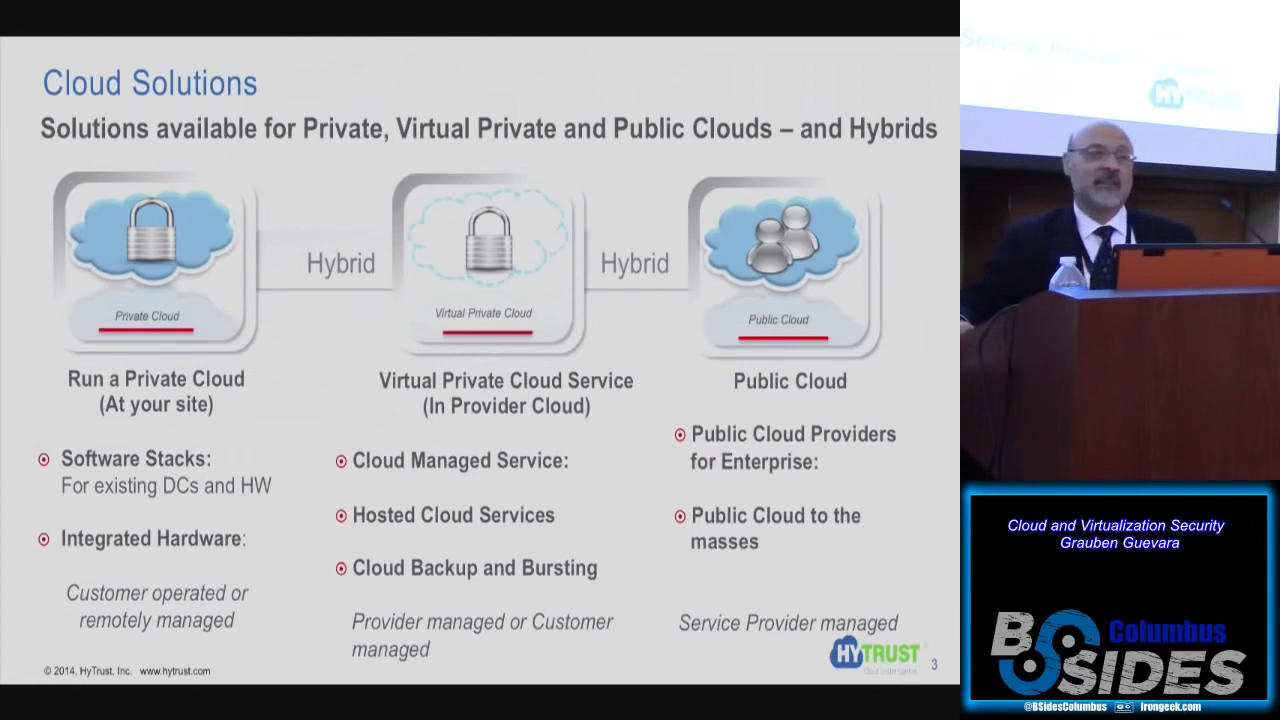 Cloud Solutions
Solutions available for Private, Virtual Private and Public Clouds – and Hybrids
Private Cloud
Hybrid
Virtual Private Cloud
Hybrid
Public Cloud
Run a Private Cloud
(At your site)
Software Stacks:
For existing DCs and HW
Integrated Hardware:
Customer operated or
remotely managed
Virtual Private Cloud Service
(In Provider Cloud)
Cloud Managed Service:
Hosted Cloud Services
Cloud Backup and Bursting
Provider managed or Customer
managed
Public Cloud
Public Cloud Providers
for Enterprise:
Public Cloud to the
masses
Service Provider managed
© 2014, HyTrust, Inc. www.hytrust.com
HYTRUST
3
Service
HYTRUST
Cloud and Virtualization Security
Grauben Guevara
BSIDES
Columbus
@BSidesColumbus
Irongeek.com